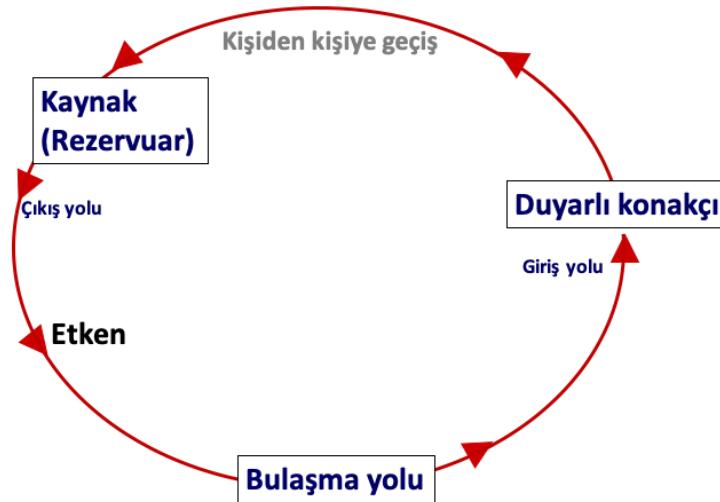 Kişiden kişiye geçiş
Kaynak
(Rezervuar)
Çıkış yolu
Duyarlı konakçı
Giriş yolu
Etken
Bulaşma yolu